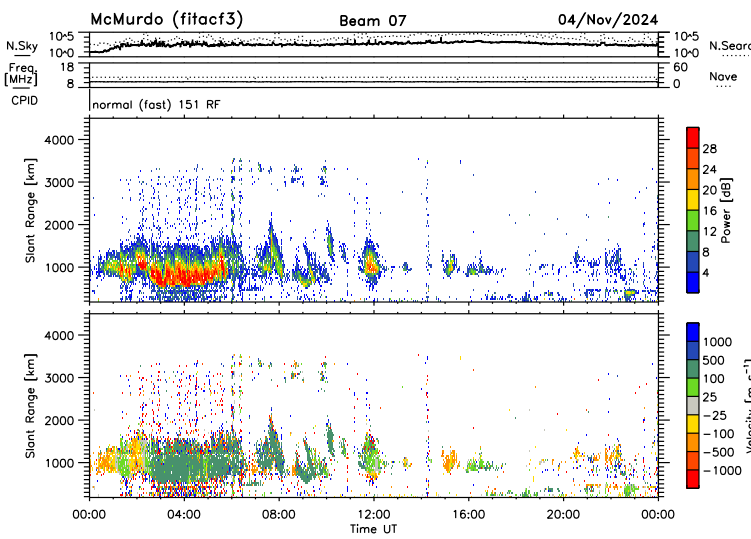 McMurdo (fitacf3) Beam 07 04/Nov/2024
N.Sky 10^5 10^0 10^5 10^0 N.Searc
Freq. [MHz] 18 8 60 0 Nave
CPID normal (fast) 151 RF
Slant Range [km]
4000
3000
2000
1000
Power [dB]
28
24
20
16
12
8
4
Slant Range [km]
4000
3000
2000
1000
Velocity [m s^-1]
1000
500
100
25
-25
-100
-500
-1000
00:00 04:00 08:00 12:00 16:00 20:00 00:00
Time UT